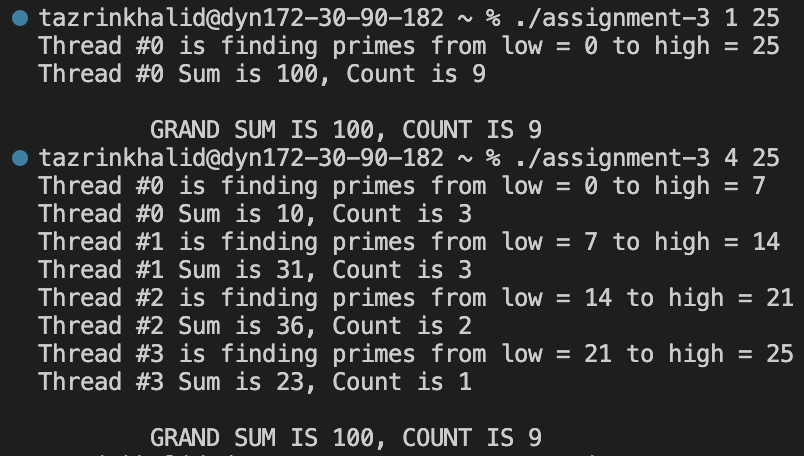 tazrinkhalid@dyn172-30-90-182 ~ % ./assignment-3 1 25
Thread #0 is finding primes from low = 0 to high = 25
Thread #0 Sum is 100, Count is 9
GRAND SUM IS 100, COUNT IS 9
tazrinkhalid@dyn172-30-90-182 ~ % ./assignment-3 4 25
Thread #0 is finding primes from low = 0 to high = 7
Thread #0 Sum is 10, Count is 3
Thread #1 is finding primes from low = 7 to high = 14
Thread #1 Sum is 31, Count is 3
Thread #2 is finding primes from low = 14 to high = 21
Thread #2 Sum is 36, Count is 2
Thread #3 is finding primes from low = 21 to high = 25
Thread #3 Sum is 23, Count is 1
GRAND SUM IS 100, COUNT IS 9